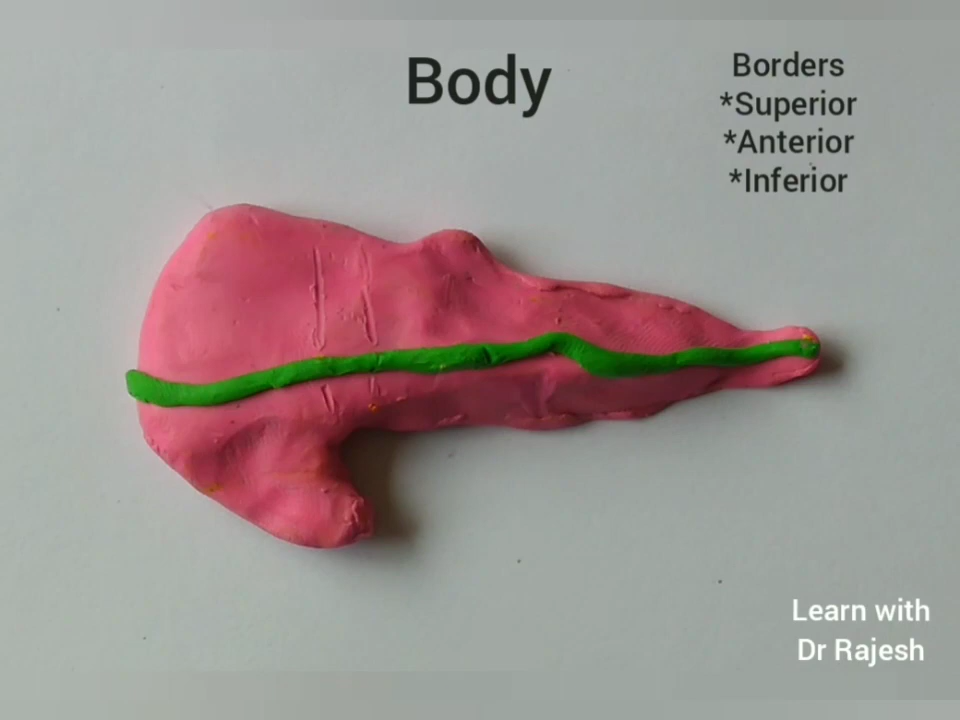 Body
Borders
*Superior
*Anterior
*Inferior
Learn with
Dr Rajesh